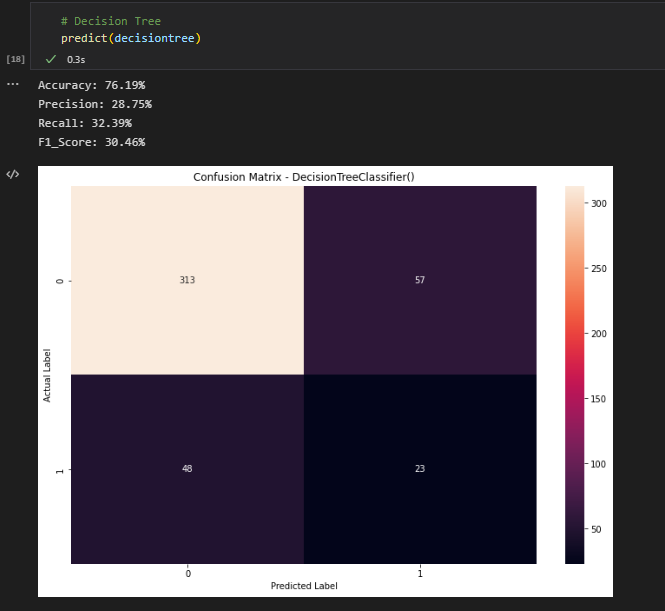 # Decision Tree
predict(decisiontree)
[18]
0.3s
...
Accuracy: 76.19%
Precision: 28.75%
Recall: 32.39%
F1_Score: 30.46%
</>
Confusion Matrix - DecisionTreeClassifier()
313
57
48
23
0
1
Actual Label
0
1
Predicted Label
300
250
200
150
100
50